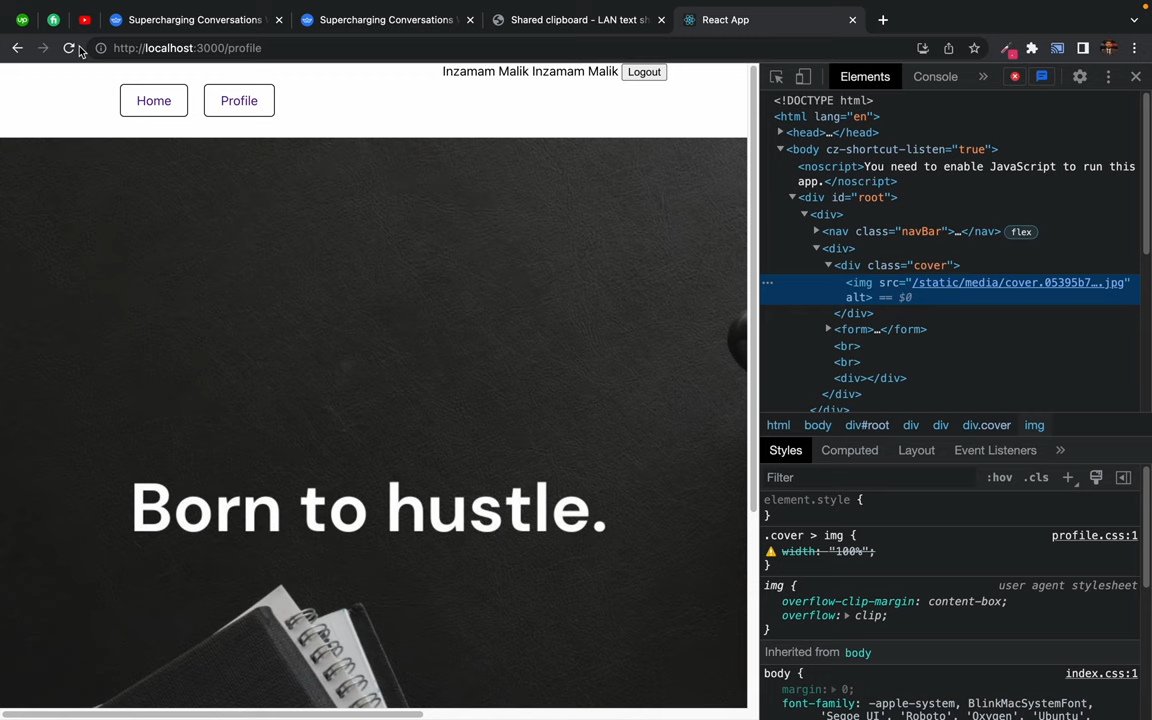 Supercharging Conversations
Supercharging Conversations
Shared clipboard - LAN text sh
React App
http://localhost:3000/profile
Inzamam Malik Inzamam Malik Logout
Home
Profile
Born to hustle.
Elements
Console
<!DOCTYPE html>
<html lang="en">
<head>…</head>
<body cz-shortcut-listen="true">
<noscript>You need to enable JavaScript to run this
app.</noscript>
<div id="root">
<div>
<nav class="navBar">…</nav> flex
<div>
<div class="cover">
<img src="/static/media/cover.05395b7….jpg"
alt> == $0
</div>
<form>…</form>
<br>
<br>
<div></div>
</div>
</div>
html body div#root div div div.cover img
Styles Computed Layout Event Listeners
Filter
:hov .cls
element.style {
}
.cover > img { profile.css:1
width: "100%";
}
img { user agent stylesheet
overflow-clip-margin: content-box;
overflow: clip;
}
Inherited from body
body { index.css:1
margin: 0;
font-family: -apple-system, BlinkMacSystemFont,
'Segoe UI', 'Roboto', 'Oxygen', 'Ubuntu',